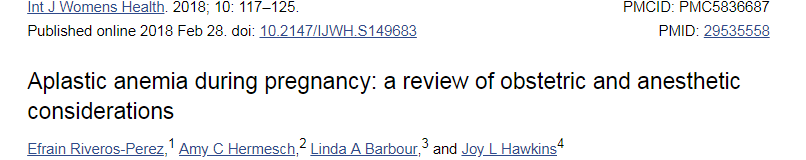 Int J Womens Health. 2018; 10: 117–125. PMCID: PMC5836687
Published online 2018 Feb 28. doi: 10.2147/IJWH.S149683 PMID: 29535558
Aplastic anemia during pregnancy: a review of obstetric and anesthetic
considerations
Efrain Riveros-Perez,1 Amy C Hermesch,2 Linda A Barbour,3 and Joy L Hawkins4